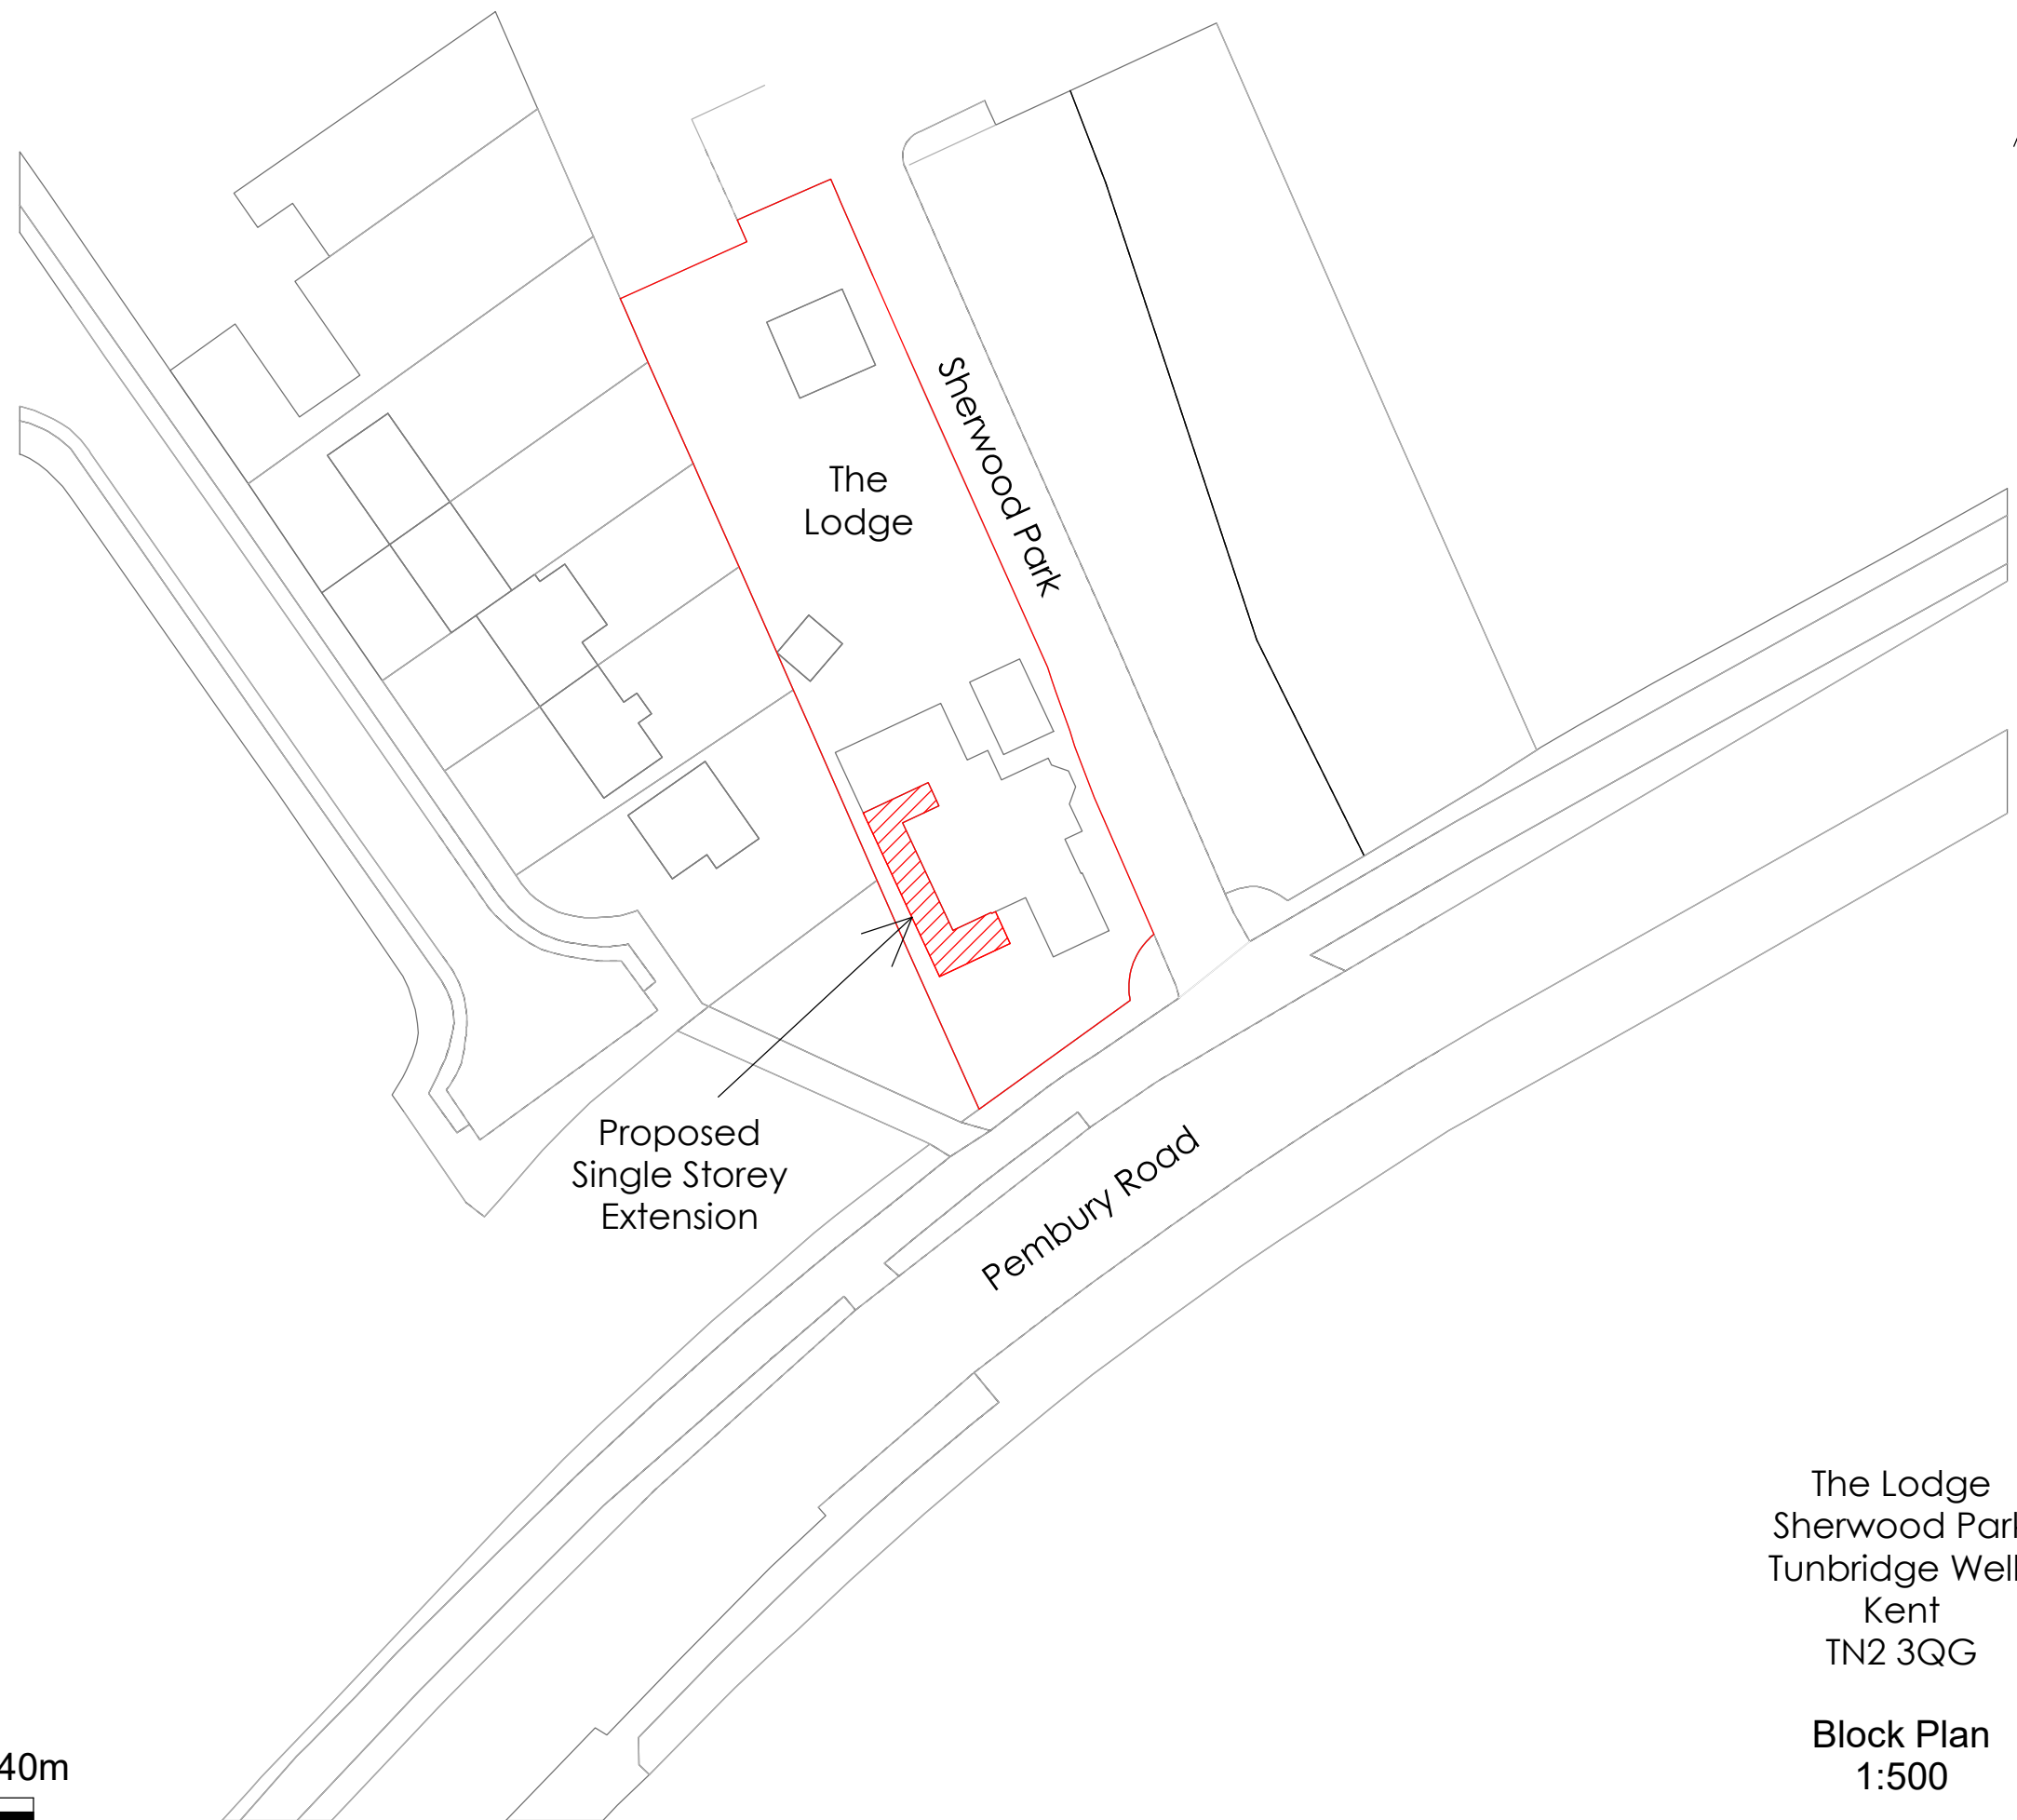 The
Lodge
Sherwood Park
Proposed
Single Storey
Extension
Pembury Road
The Lodge
Sherwood Park
Tunbridge Well
Kent
TN2 3QG
Block Plan
1:500
40m